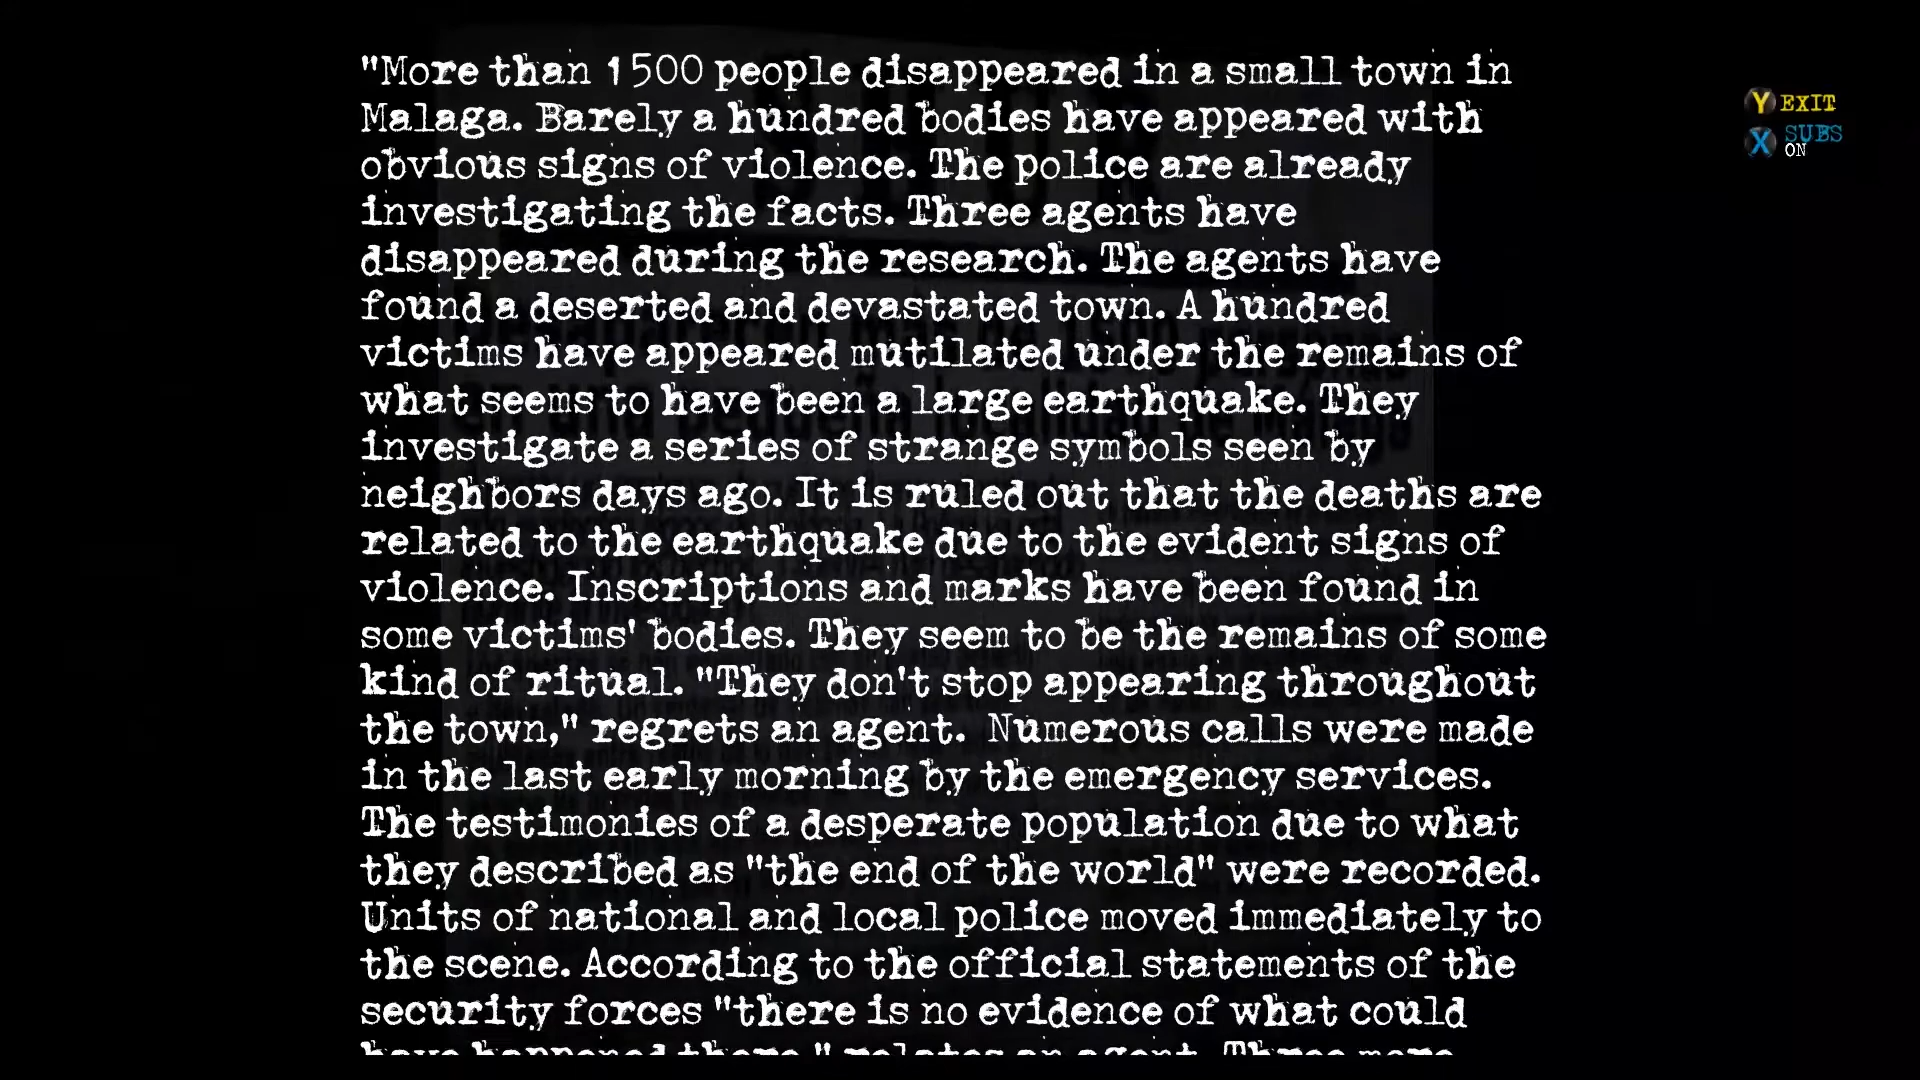 "More than 1500 people disappeared in a small town in
Malaga. Barely a hundred bodies have appeared with
obvious signs of violence. The police are already
investigating the facts. Three agents have
disappeared during the research. The agents have
found a deserted and devastated town. A hundred
victims have appeared mutilated under the remains of
what seems to have been a large earthquake. They
investigate a series of strange symbols seen by
neighbors days ago. It is ruled out that the deaths are
related to the earthquake due to the evident signs of
violence. Inscriptions and marks have been found in
some victims' bodies. They seem to be the remains of some
kind of ritual. "They don't stop appearing throughout
the town," regrets an agent.  Numerous calls were made
in the last early morning by the emergency services.
The testimonies of a desperate population due to what
they described as "the end of the world" were recorded.
Units of national and local police moved immediately to
the scene. According to the official statements of the
security forces "there is no evidence of what could
have happened there," relates an agent. Three more
Y EXIT
X SUBS
ON